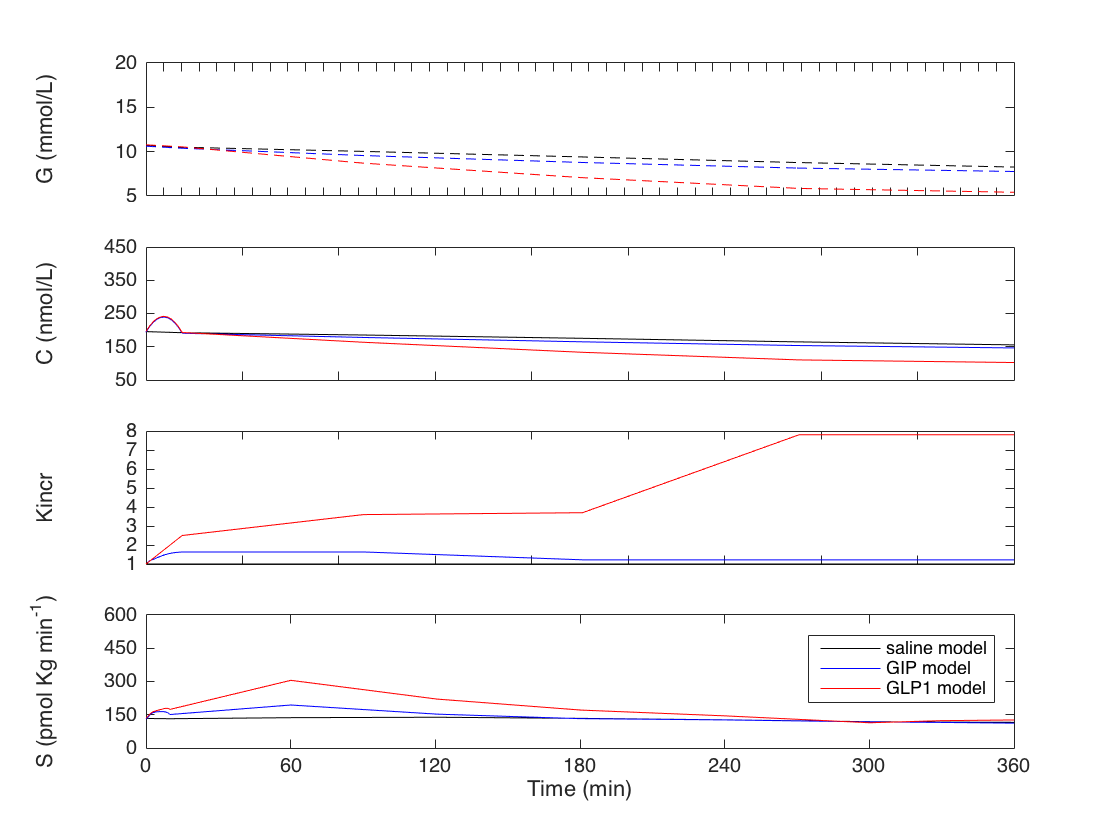 G (mmol/L)
20
15
10
5
C (nmol/L)
450
350
250
150
50
Kincr
8
7
6
5
4
3
2
1
S (pmol Kg min⁻¹)
600
450
300
150
0
saline model
GIP model
GLP1 model
0 60 120 180 240 300 360
Time (min)